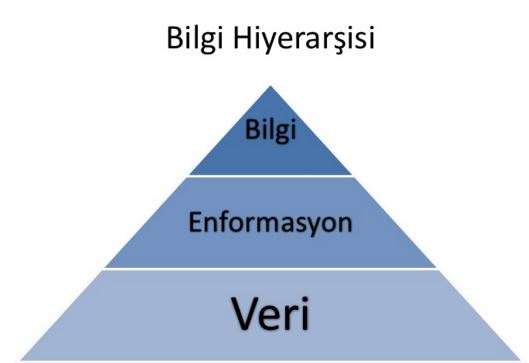 Bilgi Hiyerarşisi
Bilgi
Enformasyon
Veri